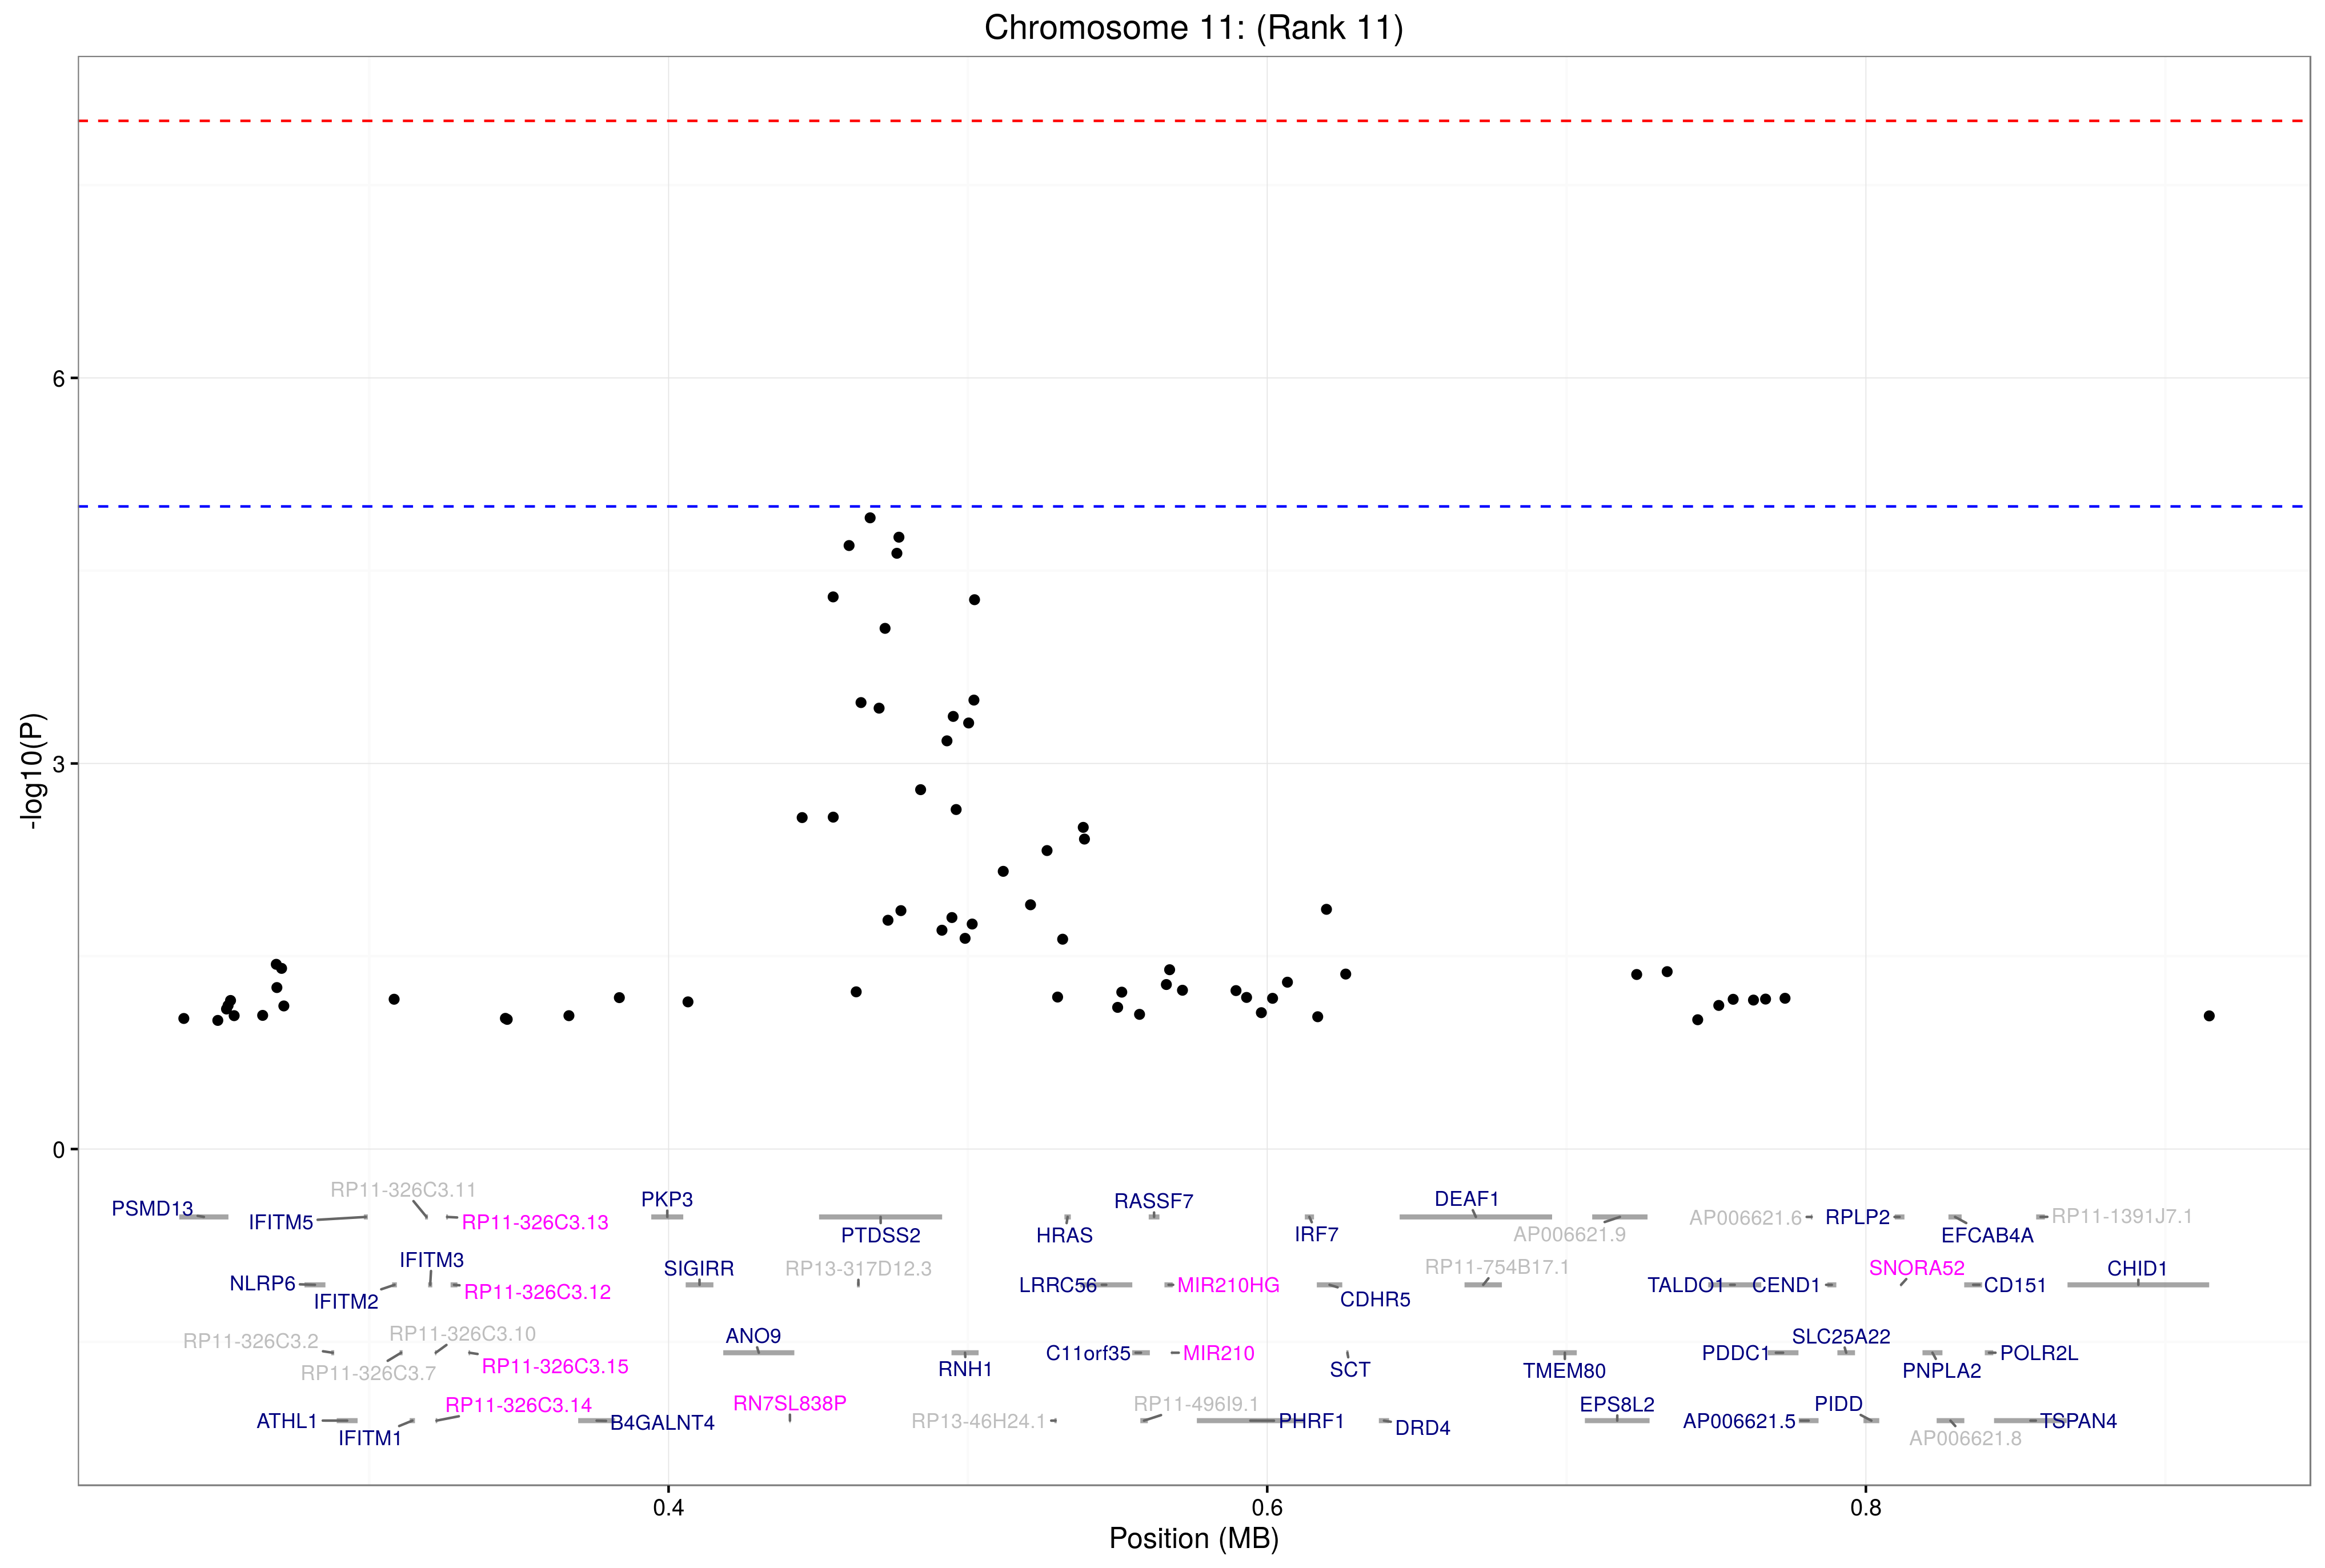 Chromosome 11: (Rank 11)
-log10(P)
6
3
0
RP11-326C3.11
PSMD13
IFITM5
RP11-326C3.13
PKP3
PTDSS2
HRAS
RASSF7
IRF7
DEAF1
AP006621.9
AP006621.6
RPLP2
EFCAB4A
RP11-1391J7.1
NLRP6
IFITM2
IFITM3
RP11-326C3.12
SIGIRR
RP13-317D12.3
LRRC56
MIR210HG
CDHR5
RP11-754B17.1
TALDO1
CEND1
SNORA52
CD151
CHID1
RP11-326C3.2
RP11-326C3.7
RP11-326C3.10
RP11-326C3.15
ANO9
RNH1
C11orf35
MIR210
SCT
TMEM80
PDDC1
SLC25A22
PNPLA2
POLR2L
ATHL1
IFITM1
RP11-326C3.14
B4GALNT4
RN7SL838P
RP13-46H24.1
RP11-496I9.1
PHRF1
DRD4
EPS8L2
AP006621.5
PIDD
AP006621.8
TSPAN4
0.4
0.6
0.8
Position (MB)